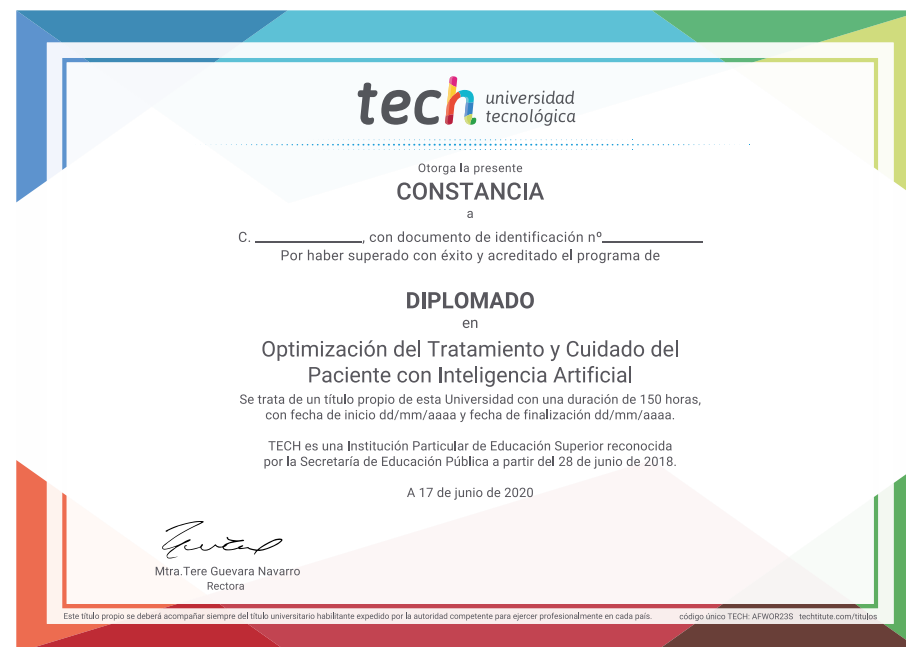 tech universidad
tecnológica
Otorga la presente
CONSTANCIA
a
C. ____________, con documento de identificación nº____________
Por haber superado con éxito y acreditado el programa de
DIPLOMADO
en
Optimización del Tratamiento y Cuidado del
Paciente con Inteligencia Artificial
Se trata de un título propio de esta Universidad con una duración de 150 horas,
con fecha de inicio dd/mm/aaaa y fecha de finalización dd/mm/aaaa.
TECH es una Institución Particular de Educación Superior reconocida
por la Secretaría de Educación Pública a partir del 28 de junio de 2018.
A 17 de junio de 2020
Mtra.Tere Guevara Navarro
Rectora
Este título propio se deberá acompañar siempre del título universitario habilitante expedido por la autoridad competente para ejercer profesionalmente en cada país. código único TECH: AFWOR23S techtitute.com/titulos